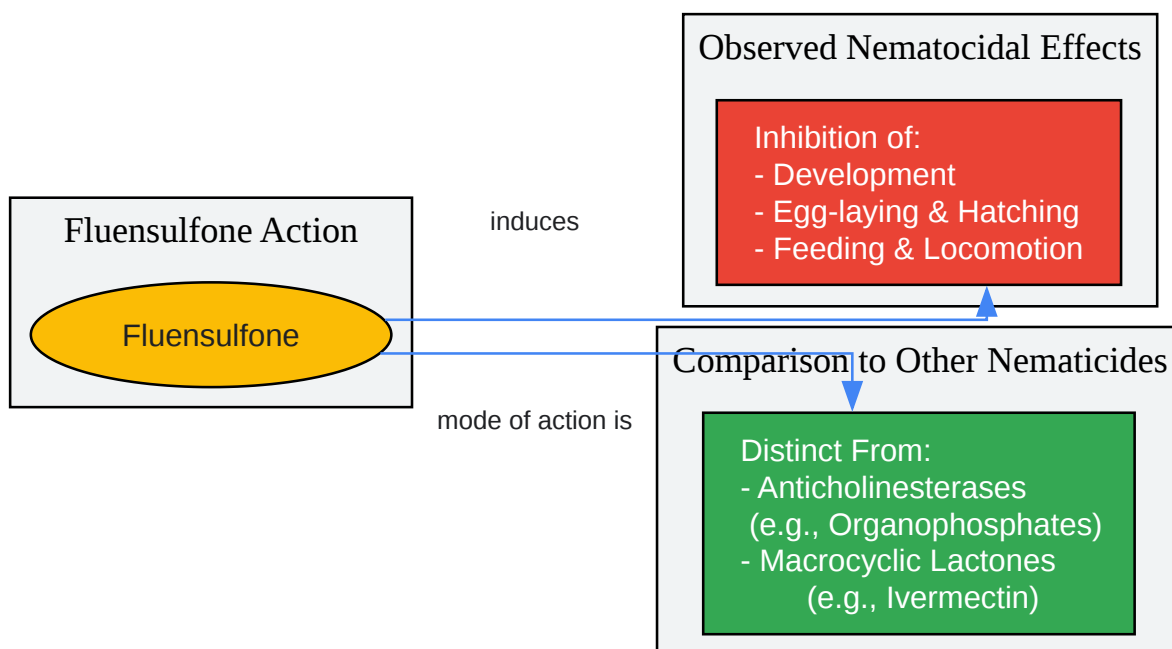 Fluensulfone Action
Fluensulfone
induces
mode of action is
Observed Nematocidal Effects
Inhibition of:
- Development
- Egg-laying & Hatching
- Feeding & Locomotion
Comparison to Other Nematicides
Distinct From:
- Anticholinesterases
(e.g., Organophosphates)
- Macrocyclic Lactones
(e.g., Ivermectin)